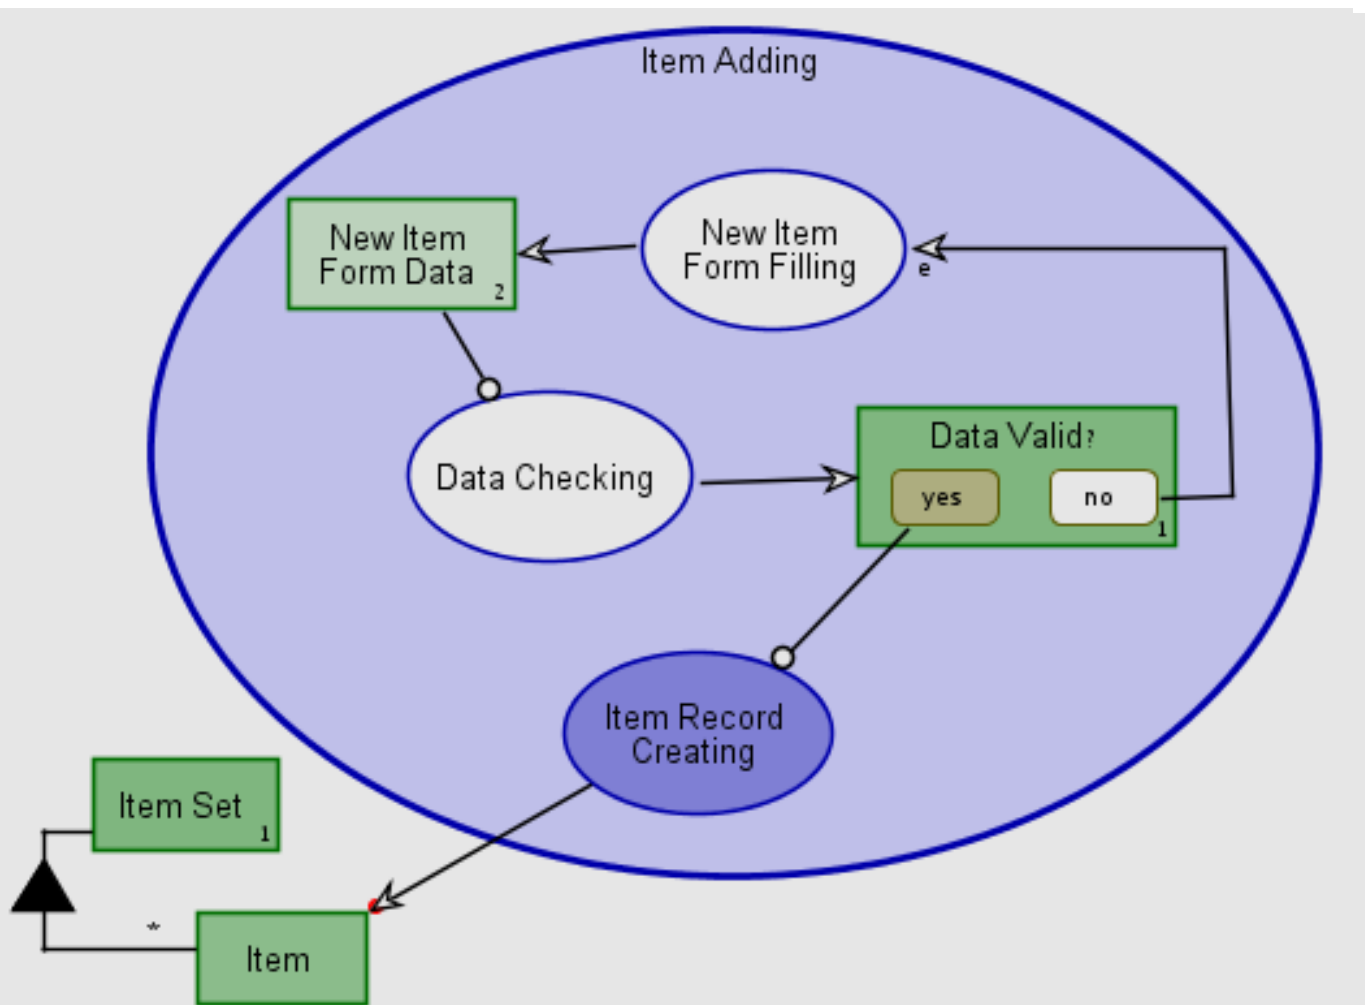 Item Adding
New Item
Form Data
2
New Item
Form Filling
e
Data Checking
Data Valid?
yes
no
1
Item Record
Creating
Item Set
1
*
Item